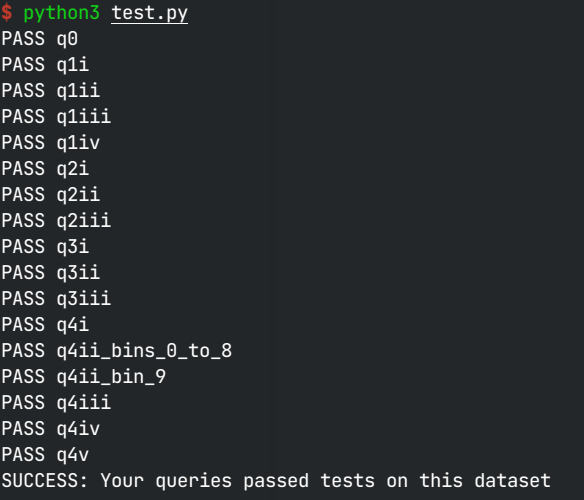 $ python3 test.py
PASS q0
PASS q1i
PASS q1ii
PASS q1iii
PASS q1iv
PASS q2i
PASS q2ii
PASS q2iii
PASS q3i
PASS q3ii
PASS q3iii
PASS q4i
PASS q4ii_bins_0_to_8
PASS q4ii_bin_9
PASS q4iii
PASS q4iv
PASS q4v
SUCCESS: Your queries passed tests on this dataset